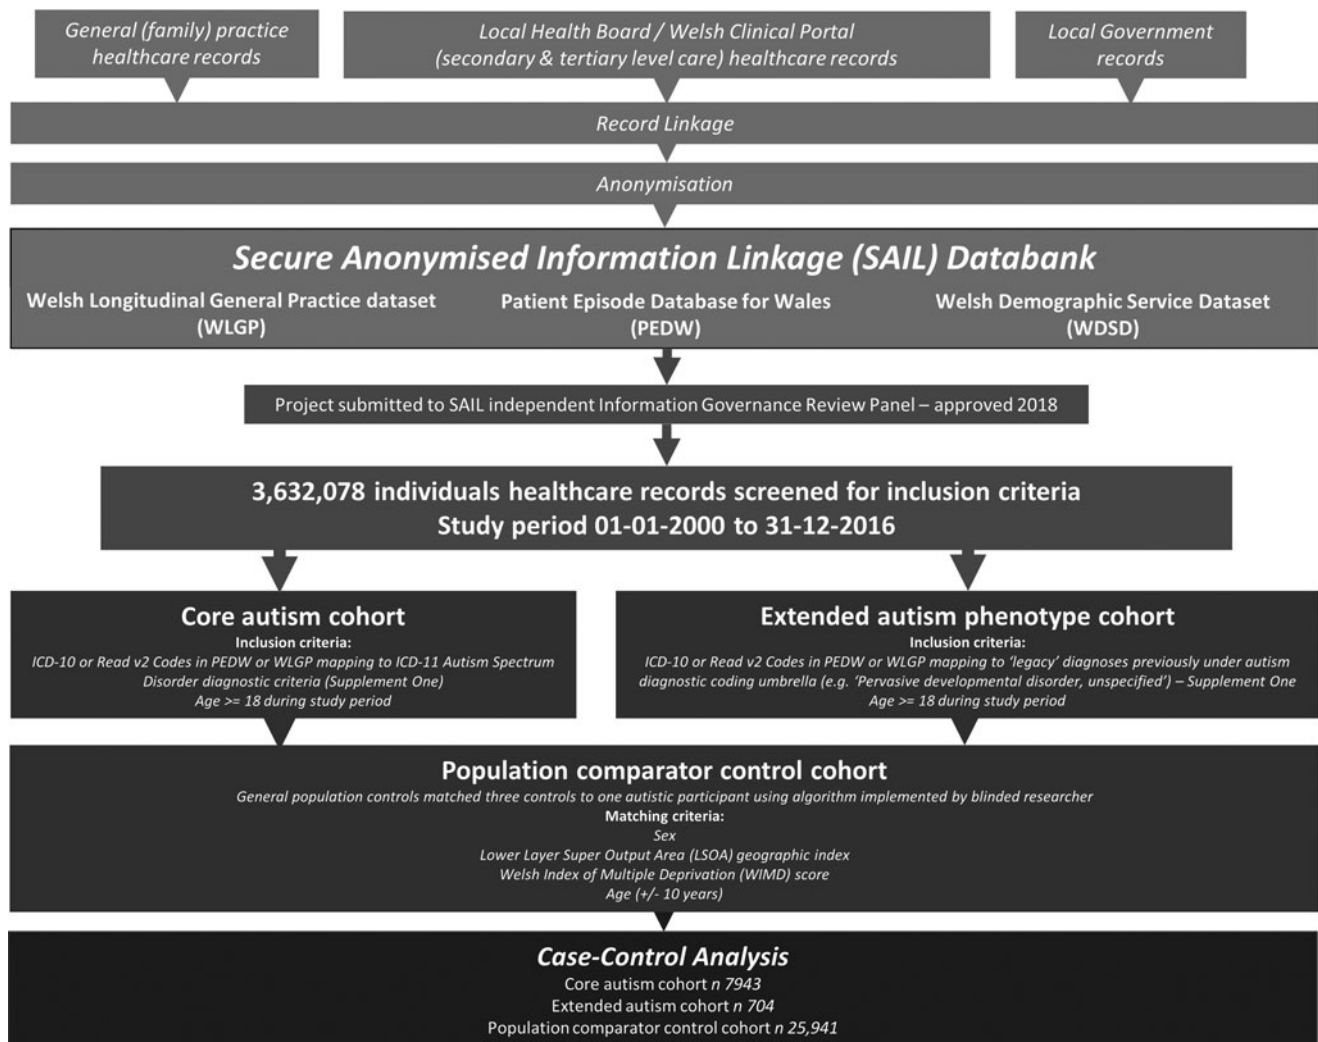 General (family) practice
healthcare records
Local Health Board / Welsh Clinical Portal
(secondary & tertiary level care) healthcare records
Local Government
records
Record Linkage
Anonymisation
Secure Anonymised Information Linkage (SAIL) Databank
Welsh Longitudinal General Practice dataset
(WLGP)
Patient Episode Database for Wales
(PEDW)
Welsh Demographic Service Dataset
(WDSD)
Project submitted to SAIL independent Information Governance Review Panel – approved 2018
3,632,078 individuals healthcare records screened for inclusion criteria
Study period 01-01-2000 to 31-12-2016
Core autism cohort
Inclusion criteria:
ICD-10 or Read v2 Codes in PEDW or WLGP mapping to ICD-11 Autism Spectrum
Disorder diagnostic criteria (Supplement One)
Age >= 18 during study period
Extended autism phenotype cohort
Inclusion criteria:
ICD-10 or Read v2 Codes in PEDW or WLGP mapping to ‘legacy’ diagnoses previously under autism
diagnostic coding umbrella (e.g. ‘Pervasive developmental disorder, unspecified’) – Supplement One
Age >= 18 during study period
Population comparator control cohort
General population controls matched three controls to one autistic participant using algorithm implemented by blinded researcher
Matching criteria:
Sex
Lower Layer Super Output Area (LSOA) geographic index
Welsh Index of Multiple Deprivation (WIMD) score
Age (+/- 10 years)
Case-Control Analysis
Core autism cohort n 7943
Extended autism cohort n 704
Population comparator control cohort n 25,941